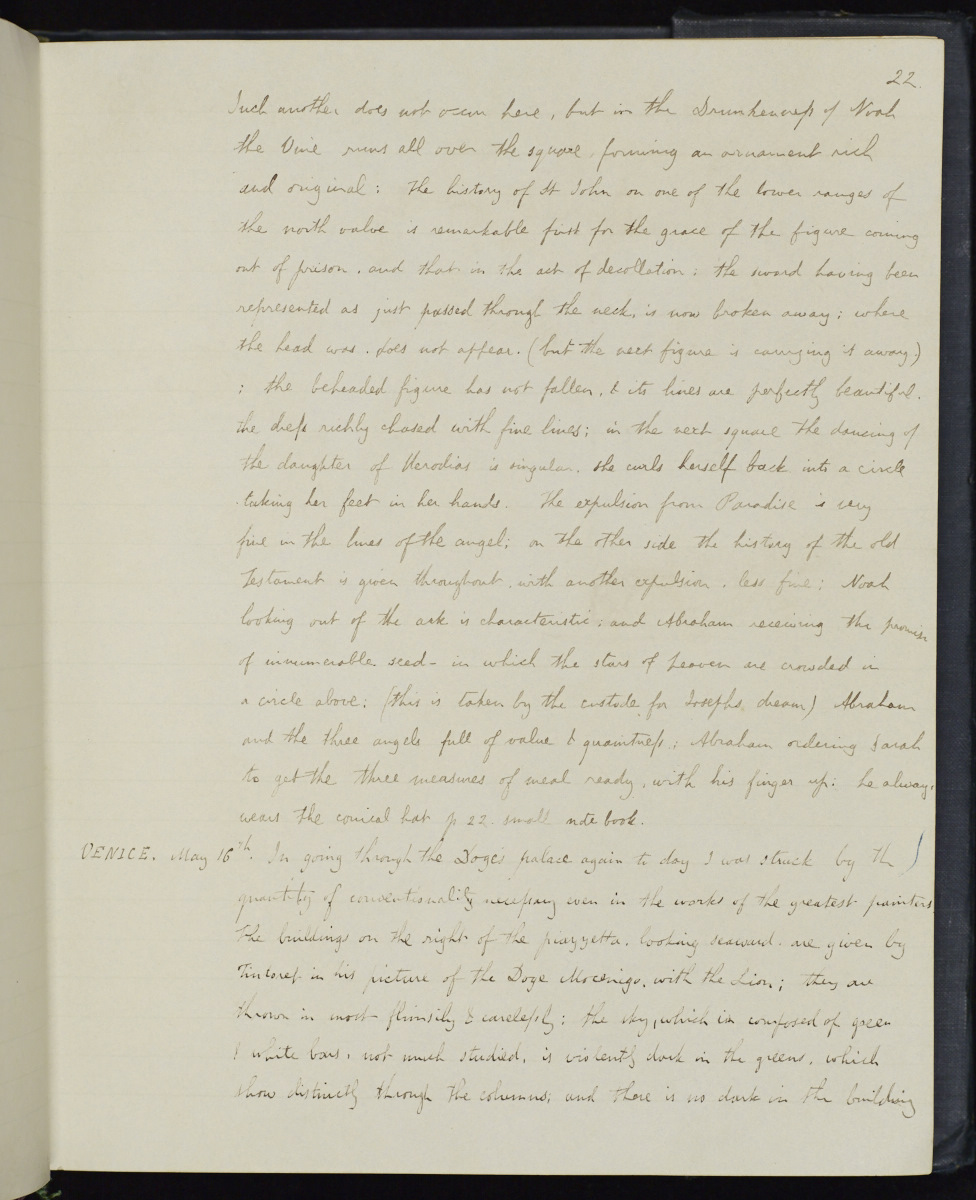 22.
Such another does not occur here, but in the Drunkenness of Noah
the Vine runs all over the square, forming an ornament rich
and original: the history of St John on one of the lower ranges of
the north valve is remarkable first for the grace of the figure coming
out of prison, and that in the act of decollation: the sword having been
represented as just passed through the neck, is now broken away; where
the head was, does not appear. (but the next figure is carrying it away.)
; the beheaded figure has not fallen, & its lines are perfectly beautiful.
the dress richly chased with fine lines; in the next square the dancing of
the daughter of Herodias is singular. she curls herself back into a circle
taking her feet in her hands. The expulsion from Paradise is very
fine in the lines of the angel; on the other side the history of the old
Testament is given throughout, with another expulsion, less fine; Noah
looking out of the ark is characteristic: and Abraham receiving the promise
of innumerable seed - in which the stars of heaven are crowded in
a circle above: (this is taken by the custode for Josephs dream) Abraham
and the three angels full of value & quaintness; Abraham ordering Sarah
to get the three measures of meal ready, with his finger up: he always
wears the conical hat p 22 small note book.
VENICE. May 16th. In going through the Doge's palace again to day I was struck by the
quantity of conventionality necessary even in the works of the greatest painters.
The buildings on the right of the piazzetta, looking seaward, are given by
Tintoret in his picture of the Doge Mocenigo, with the Lion; they are
thrown in most flimsily & carelessly: the sky, which is composed of green
& white bars, not much studied, is violently dark in the greens, which
show distinctly through the columns; and there is no dark in the building